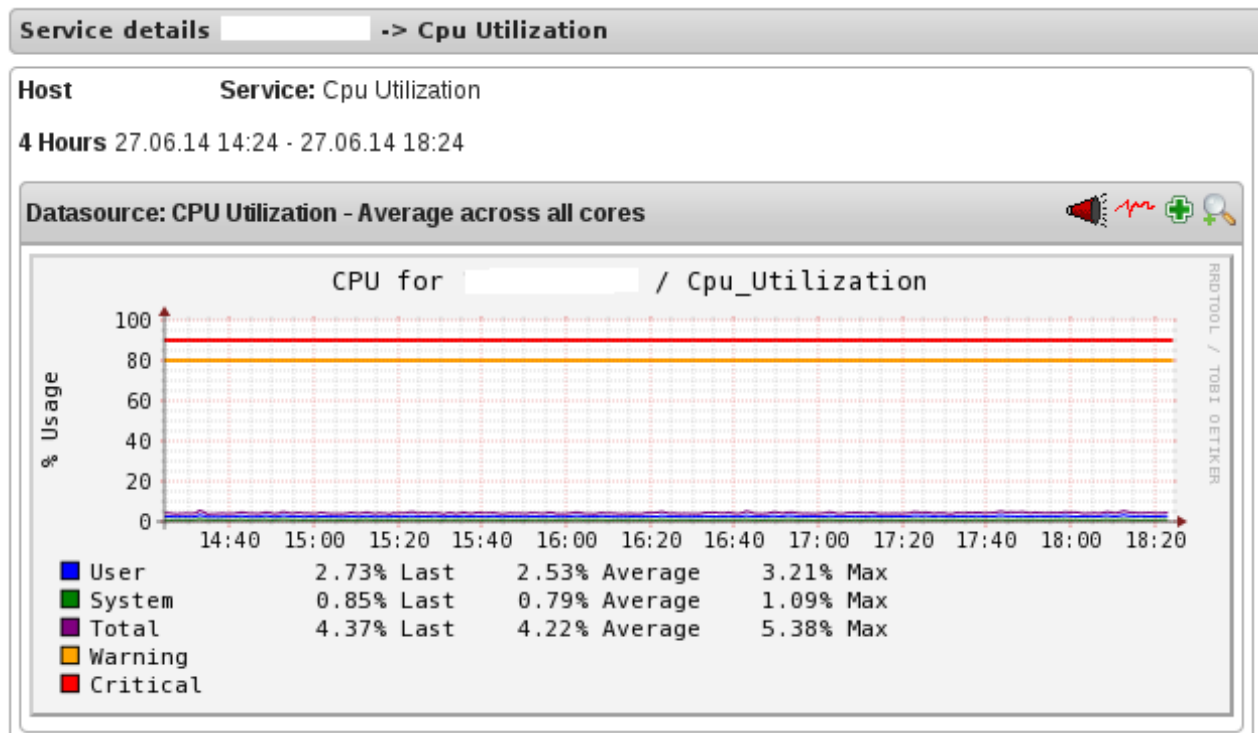 Service details -> Cpu Utilization
Host Service: Cpu Utilization
4 Hours 27.06.14 14:24 - 27.06.14 18:24
Datasource: CPU Utilization - Average across all cores
CPU for / Cpu_Utilization
RRDTOOL / TOBI OETIKER
% Usage
100
80
60
40
20
0
14:40 15:00 15:20 15:40 16:00 16:20 16:40 17:00 17:20 17:40 18:00 18:20
User 2.73% Last 2.53% Average 3.21% Max
System 0.85% Last 0.79% Average 1.09% Max
Total 4.37% Last 4.22% Average 5.38% Max
Warning
Critical